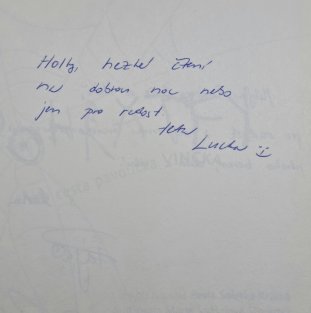 Holky, hezké čtení
na dobrou noc nebo
jen pro radost.
teta
Lucka :)